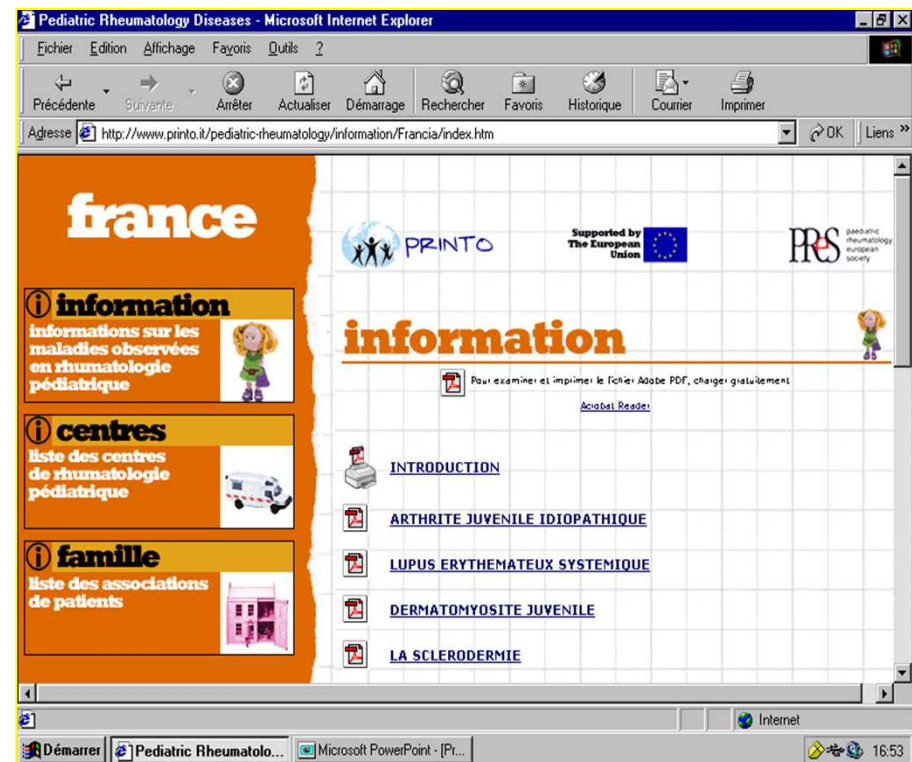 Pediatric Rheumatology Diseases - Microsoft Internet Explorer
Fichier Edition Affichage Favoris Outils ?
Précédente Suivante Arrêter Actualiser Démarrage Rechercher Favoris Historique Courrier Imprimer
Adresse http://www.printo.it/pediatric-rheumatology/information/Francia/index.htm OK Liens »
france
i information
informations sur les
maladies observées
en rhumatologie
pédiatrique
i centres
liste des centres
de rhumatologie
pédiatrique
i famille
liste des associations
de patients
PRINTO
Supported by
The European
Union
PReS
paediatric
rheumatology
european
society
information
Pour examiner et imprimer le fichier Adobe PDF, charger gratuitement
Acrobat Reader
INTRODUCTION
ARTHRITE JUVENILE IDIOPATHIQUE
LUPUS ERYTHEMATEUX SYSTEMIQUE
DERMATOMYOSITE JUVENILE
LA SCLERODERMIE
Internet
Démarrer Pediatric Rheumatolo... Microsoft PowerPoint - [Pr... 16:53